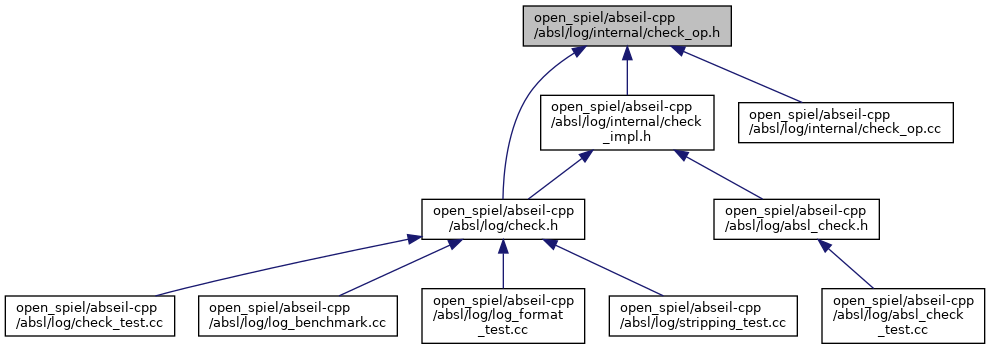 open_spiel/abseil-cpp
/absl/log/internal/check_op.h
open_spiel/abseil-cpp
/absl/log/internal/check
_impl.h
open_spiel/abseil-cpp
/absl/log/internal/check_op.cc
open_spiel/abseil-cpp
/absl/log/check.h
open_spiel/abseil-cpp
/absl/log/absl_check.h
open_spiel/abseil-cpp
/absl/log/check_test.cc
open_spiel/abseil-cpp
/absl/log/log_benchmark.cc
open_spiel/abseil-cpp
/absl/log/log_format
_test.cc
open_spiel/abseil-cpp
/absl/log/stripping_test.cc
open_spiel/abseil-cpp
/absl/log/absl_check
_test.cc